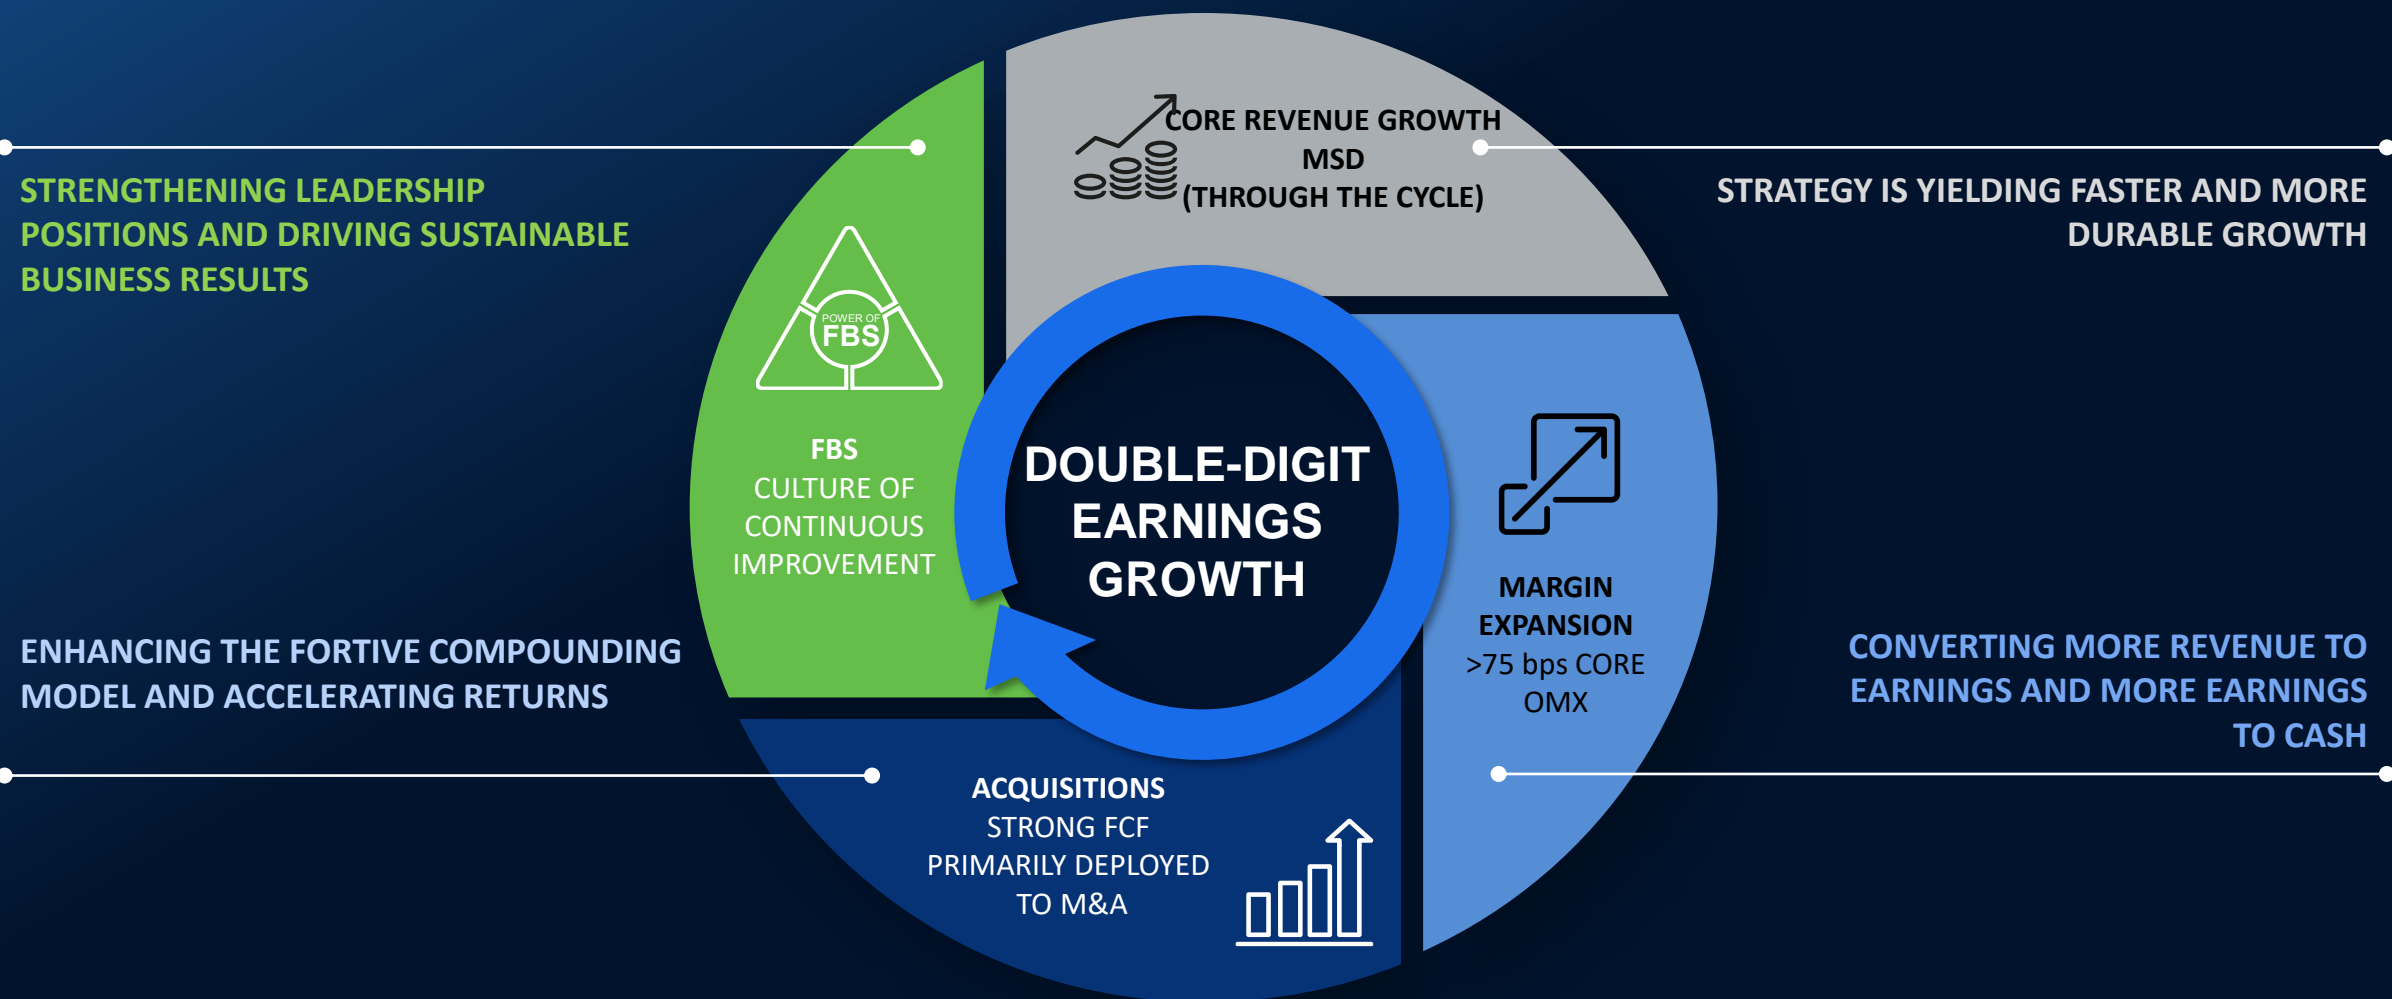 STRENGTHENING LEADERSHIP
POSITIONS AND DRIVING SUSTAINABLE
BUSINESS RESULTS
POWER OF
FBS
FBS
CULTURE OF
CONTINUOUS
IMPROVEMENT
CORE REVENUE GROWTH
MSD
(THROUGH THE CYCLE)
STRATEGY IS YIELDING FASTER AND MORE
DURABLE GROWTH
DOUBLE-DIGIT
EARNINGS
GROWTH
MARGIN
EXPANSION
>75 bps CORE
OMX
CONVERTING MORE REVENUE TO
EARNINGS AND MORE EARNINGS
TO CASH
ENHANCING THE FORTIVE COMPOUNDING
MODEL AND ACCELERATING RETURNS
ACQUISITIONS
STRONG FCF
PRIMARILY DEPLOYED
TO M&A